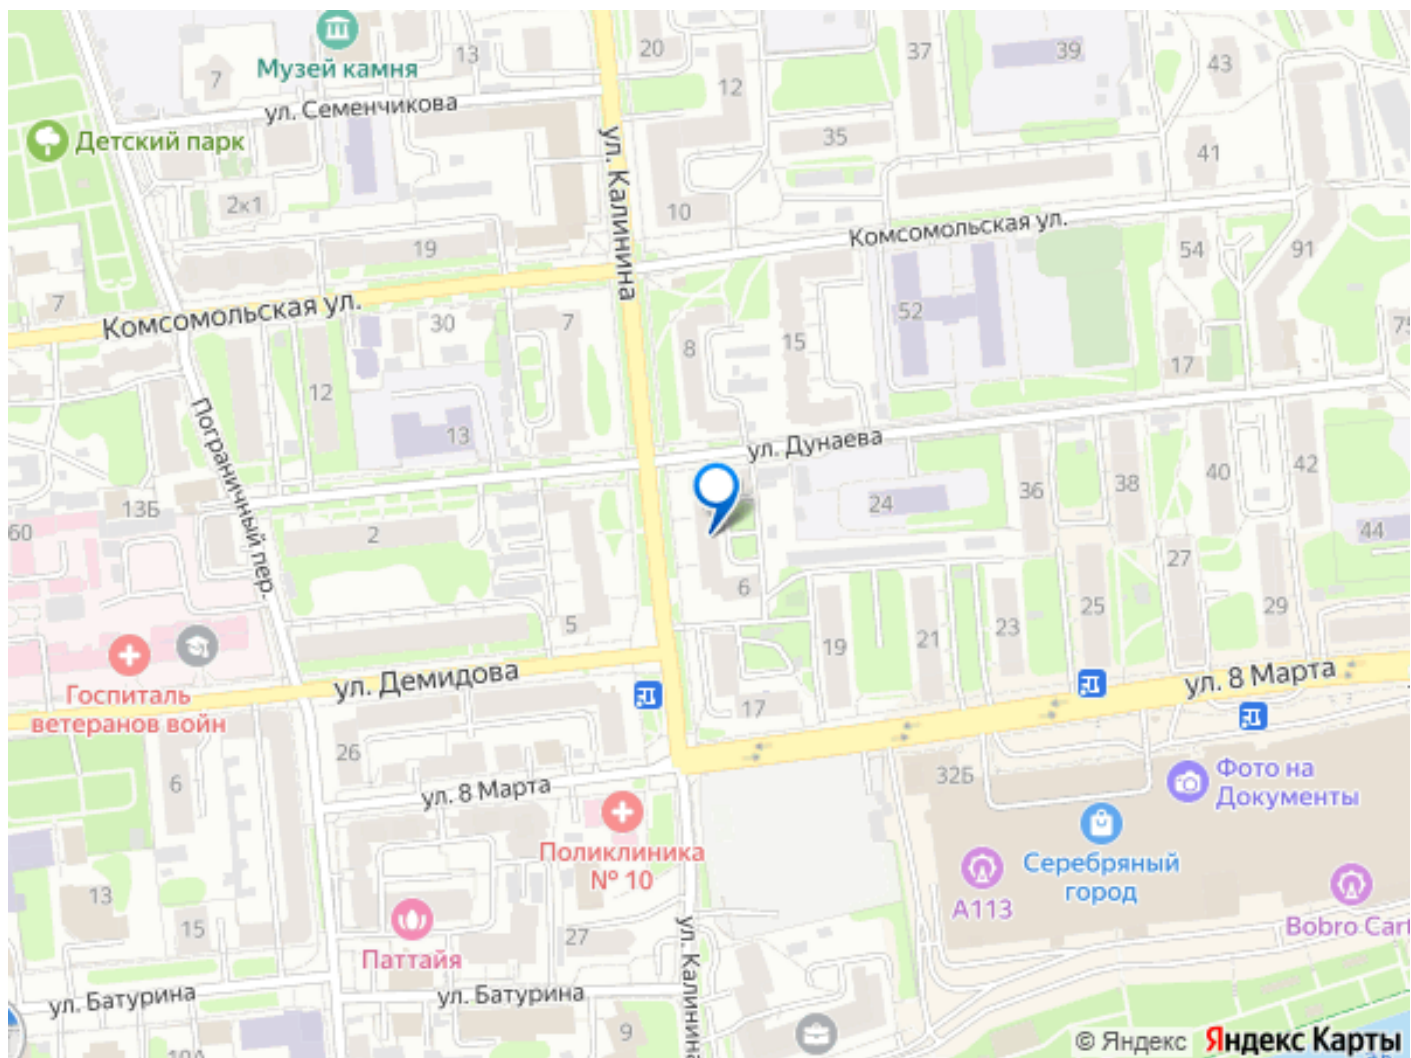 20
37
39
13
43
Музей камня
7
12
ул. Семенчикова
35
Детский парк
41
ул. Калинина
2к1
10
Комсомольская ул.
19
54
91
7
52
Комсомольская ул.
30
7
75
8
15
17
12
13
Пограничный пер.
ул. Дунаева
42
40
38
36
24
13Б
60
2
44
27
6
25
29
5
23
19
21
ул. Демидова
ул. 8 Марта
Госпиталь
ветеранов войн
17
26
6
32Б
Фото на
Документы
ул. 8 Марта
Поликлиника
№ 10
Серебряный
город
13
А113
15
Bobro Cart
27
Паттайя
ул. Калинина
ул. Батурина
ул. Батурина
9
10А
© Яндекс Яндекс Карты